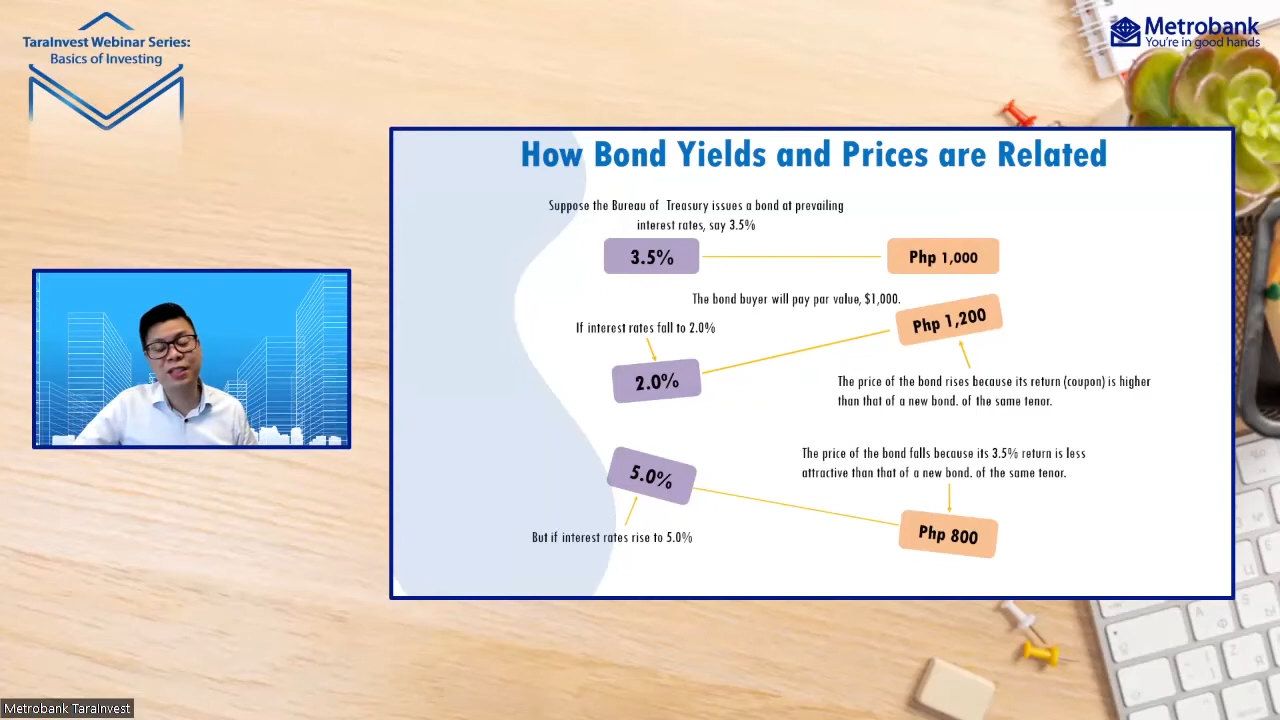 TaraInvest Webinar Series:
Basics of Investing
Metrobank
You're in good hands
How Bond Yields and Prices are Related
Suppose the Bureau of Treasury issues a bond at prevailing
interest rates, say 3.5%
3.5%
Php 1,000
The bond buyer will pay par value, $1,000.
If interest rates fall to 2.0%
Php 1,200
2.0%
The price of the bond rises because its return (coupon) is higher
than that of a new bond. of the same tenor.
The price of the bond falls because its 3.5% return is less
attractive than that of a new bond. of the same tenor.
5.0%
Php 800
But if interest rates rise to 5.0%
Metrobank TaraInvest